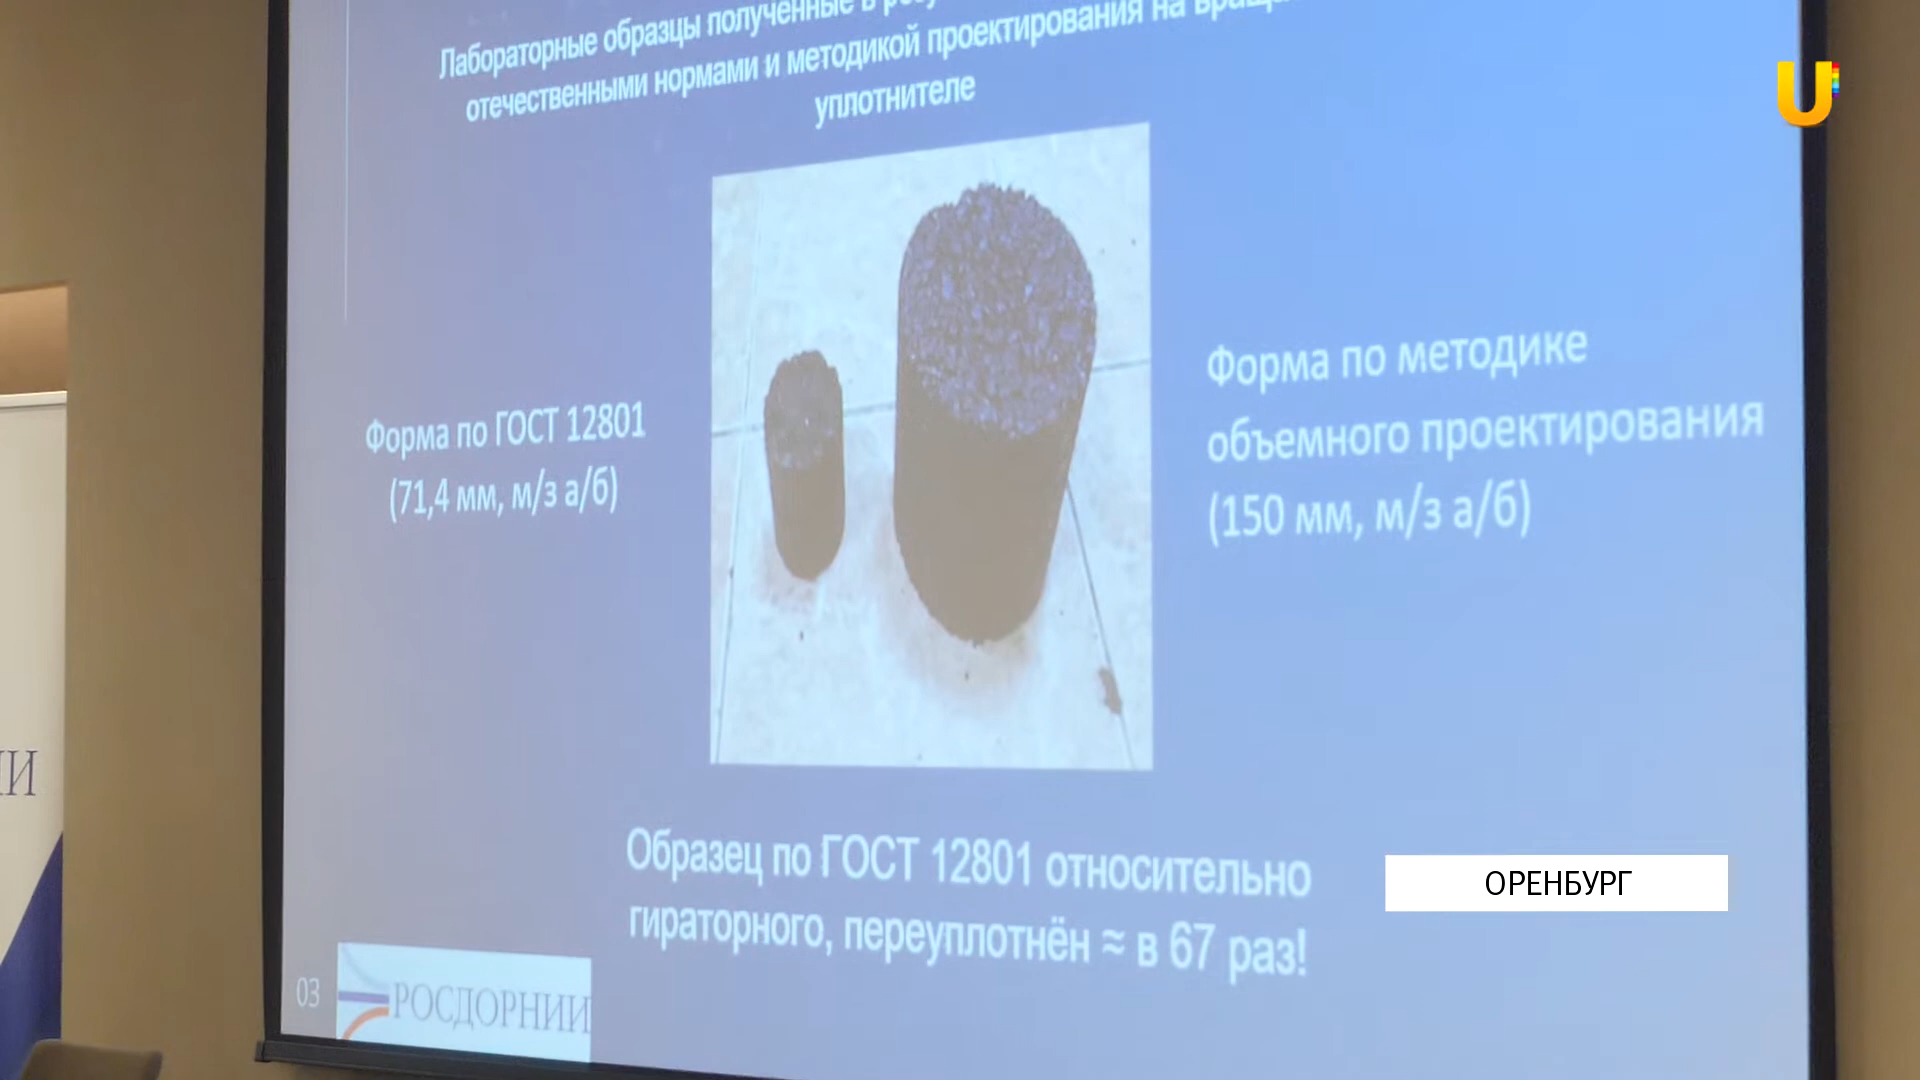 Лабораторные образцы полученные в
отечественными нормами и методикой проектирования на
уплотнителе
U
Форма по ГОСТ 12801
(71,4 мм, м/з а/б)
Форма по методике
объемного проектирования
(150 мм, м/з а/б)
Образец по ГОСТ 12801 относительно
гираторного, переуплотнён ≈ в 67 раз!
ОРЕНБУРГ
03
РОСДОРНИИ